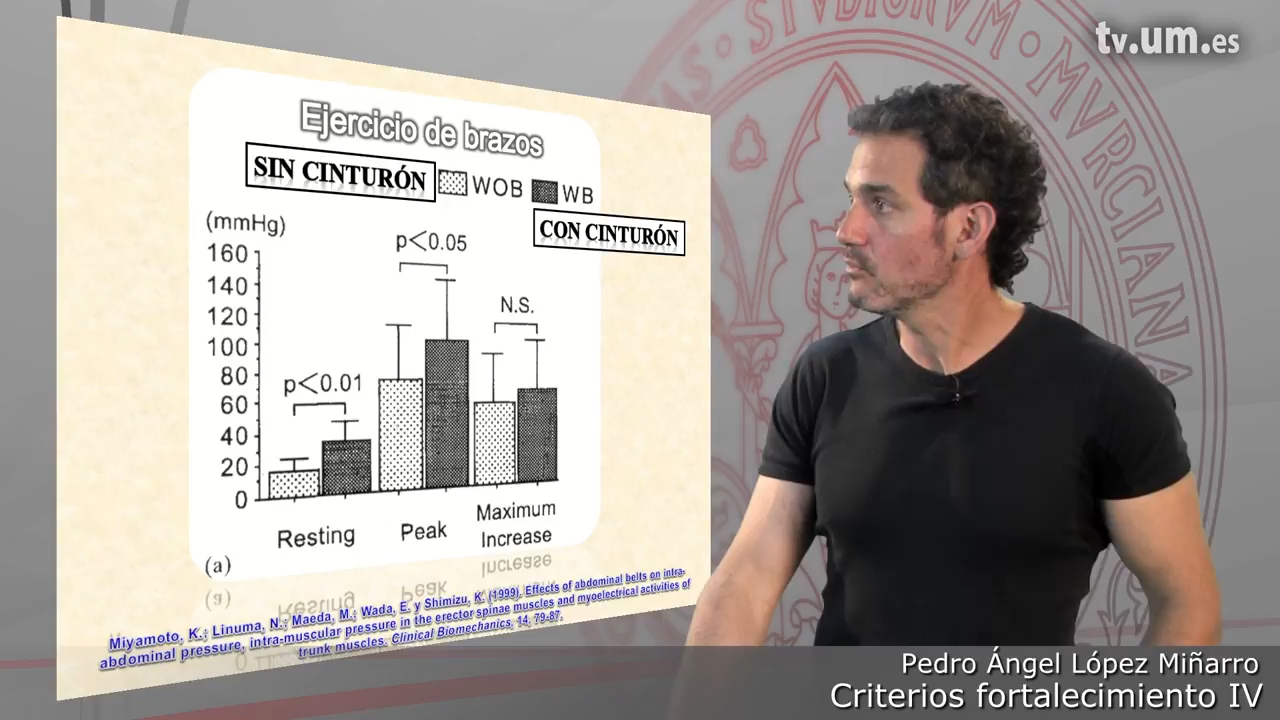 STVDIORVM
MVRCIANA
tv.um.es
Ejercicio de brazos
SIN CINTURÓN
WOB WB
CON CINTURÓN
(mmHg)
160
140
120
100
80
60
40
20
0
p<0.01
p<0.05
N.S.
Resting
Peak
Maximum
Increase
(a)
Miyamoto, K.; Linuma, N.; Maeda, M.; Wada, E. y Shimizu, K. (1999). Effects of abdominal belts on intra-
abdominal pressure, intra-muscular pressure in the erector spinae muscles and myoelectrical activities of
trunk muscles. Clinical Biomechanics, 14, 79-87.
Pedro Ángel López Miñarro
Criterios fortalecimiento IV